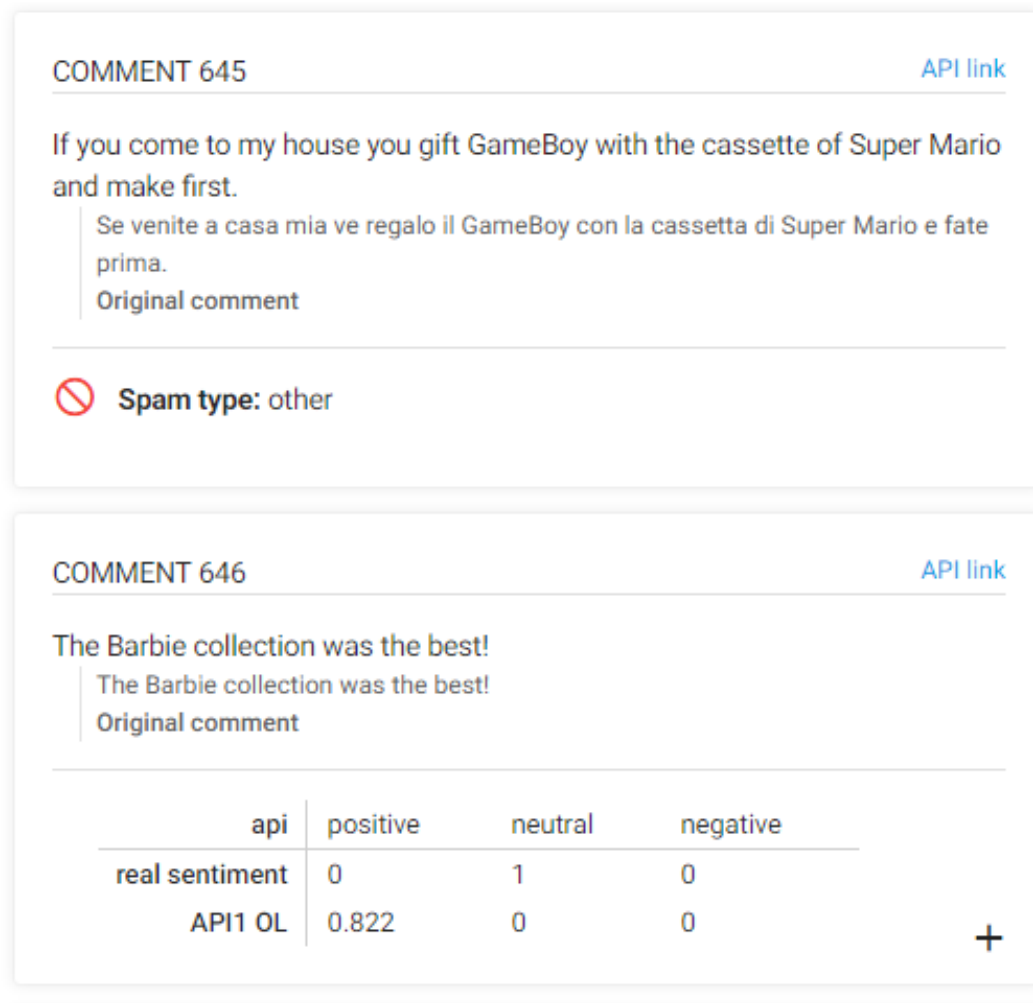 COMMENT 645 API link
If you come to my house you gift GameBoy with the cassette of Super Mario
and make first.
Se venite a casa mia ve regalo il GameBoy con la cassetta di Super Mario e fate
prima.
Original comment
Spam type: other
COMMENT 646 API link
The Barbie collection was the best!
The Barbie collection was the best!
Original comment
api positive neutral negative
real sentiment 0 1 0
API1 OL 0.822 0 0
+